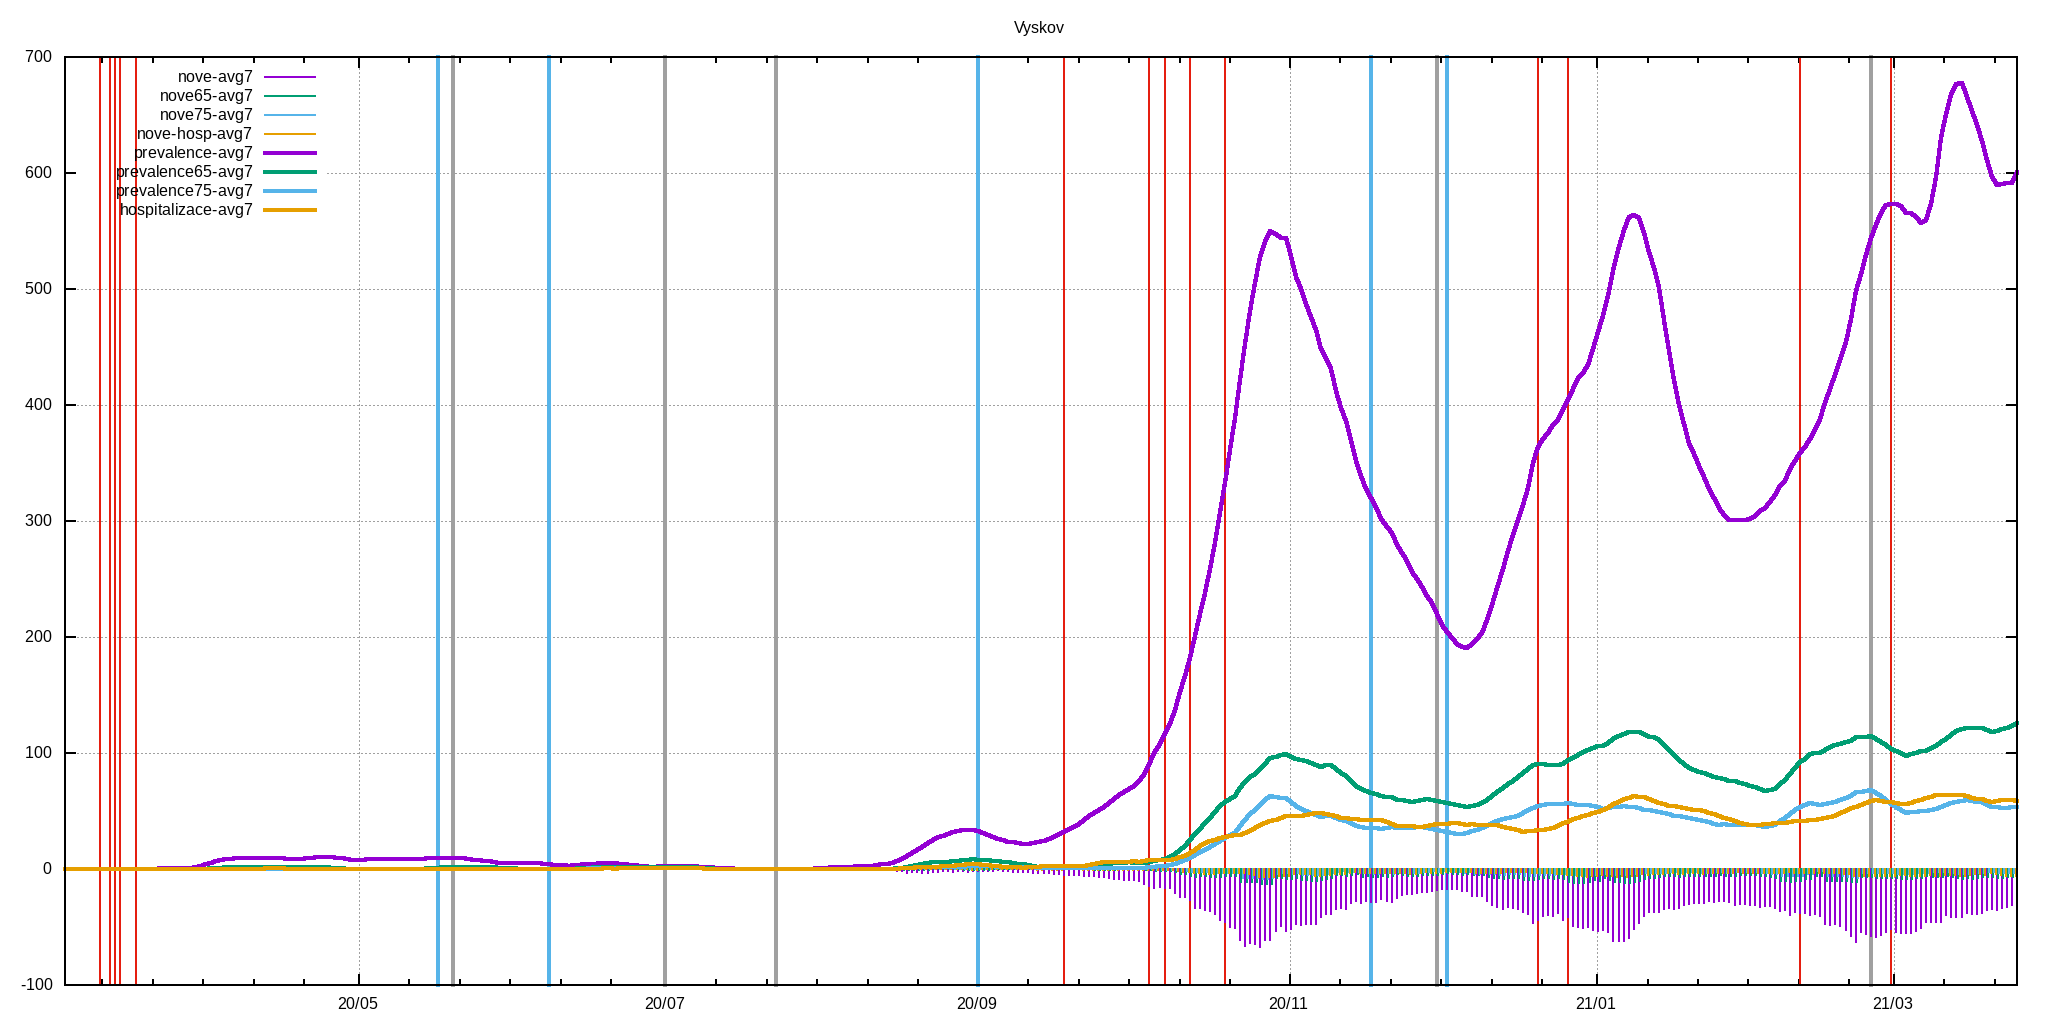 Vyskov
700
600
500
400
300
200
100
0
-100
nove-avg7
nove65-avg7
nove75-avg7
nove-hosp-avg7
prevalence-avg7
prevalence65-avg7
prevalence75-avg7
hospitalizace-avg7
20/05 20/07 20/09 20/11 21/01 21/03